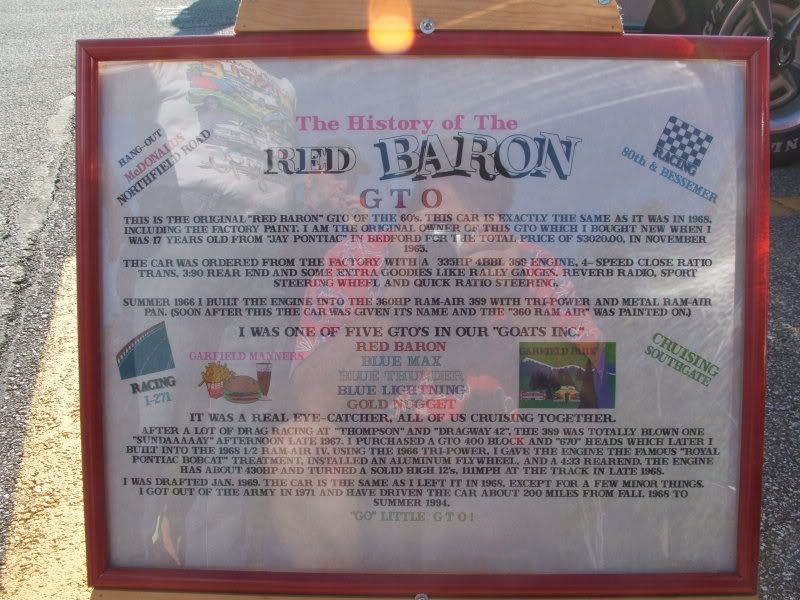 The History of The
RED BARON
GTO
HANG-OUT
McDONALDS
NORTHFIELD ROAD
RACING
80th & BESSEMER
THIS IS THE ORIGINAL "RED BARON" GTO OF THE 60's. THIS CAR IS EXACTLY THE SAME AS IT WAS IN 1968,
INCLUDING THE FACTORY PAINT. I AM THE ORIGINAL OWNER OF THIS GTO WHICH I BOUGHT NEW WHEN I
WAS 17 YEARS OLD FROM "JAY PONTIAC" IN BEDFORD FOR THE TOTAL PRICE OF $3020.00, IN NOVEMBER
1965.
THE CAR WAS ORDERED FROM THE FACTORY WITH A 335HP 4BBL 389 ENGINE, 4-SPEED CLOSE RATIO
TRANS, 3:90 REAR END AND SOME EXTRA GOODIES LIKE RALLY GAUGES, REVERB RADIO, SPORT
STEERING WHEEL AND QUICK RATIO STEERING.
SUMMER 1966 I BUILT THE ENGINE INTO THE 360HP RAM-AIR 389 WITH TRI-POWER AND METAL RAM-AIR
PAN. (SOON AFTER THIS THE CAR WAS GIVEN ITS NAME AND THE "360 RAM AIR" WAS PAINTED ON.)
I WAS ONE OF FIVE GTO'S IN OUR "GOATS INC."
RED BARON
BLUE MAX
BLUE THUNDER
BLUE LIGHTNING
GOLD NUGGET
RACING
I-271
GARFIELD MANNERS
GARFIELD PARK
CRUISING
SOUTHGATE
IT WAS A REAL EYE-CATCHER, ALL OF US CRUISING TOGETHER.
AFTER A LOT OF DRAG RACING AT "THOMPSON" AND "DRAGWAY 42", THE 389 WAS TOTALLY BLOWN ONE
"SUNDAAAAAY" AFTERNOON LATE 1967. I PURCHASED A GTO 400 BLOCK AND "670" HEADS WHICH LATER I
BUILT INTO THE 1968 1/2 RAM-AIR IV. USING THE 1966 TRI-POWER, I GAVE THE ENGINE THE FAMOUS "ROYAL
PONTIAC BOBCAT" TREATMENT, INSTALLED AN ALUMINUM FLYWHEEL, AND A 4:33 REAREND. THE ENGINE
HAS ABOUT 430HP AND TURNED A SOLID HIGH 12's, 111MPH AT THE TRACK IN LATE 1968.
I WAS DRAFTED JAN. 1969. THE CAR IS THE SAME AS I LEFT IT IN 1968, EXCEPT FOR A FEW MINOR THINGS.
I GOT OUT OF THE ARMY IN 1971 AND HAVE DRIVEN THE CAR ABOUT 200 MILES FROM FALL 1968 TO
SUMMER 1994.
"GO" LITTLE GTO!